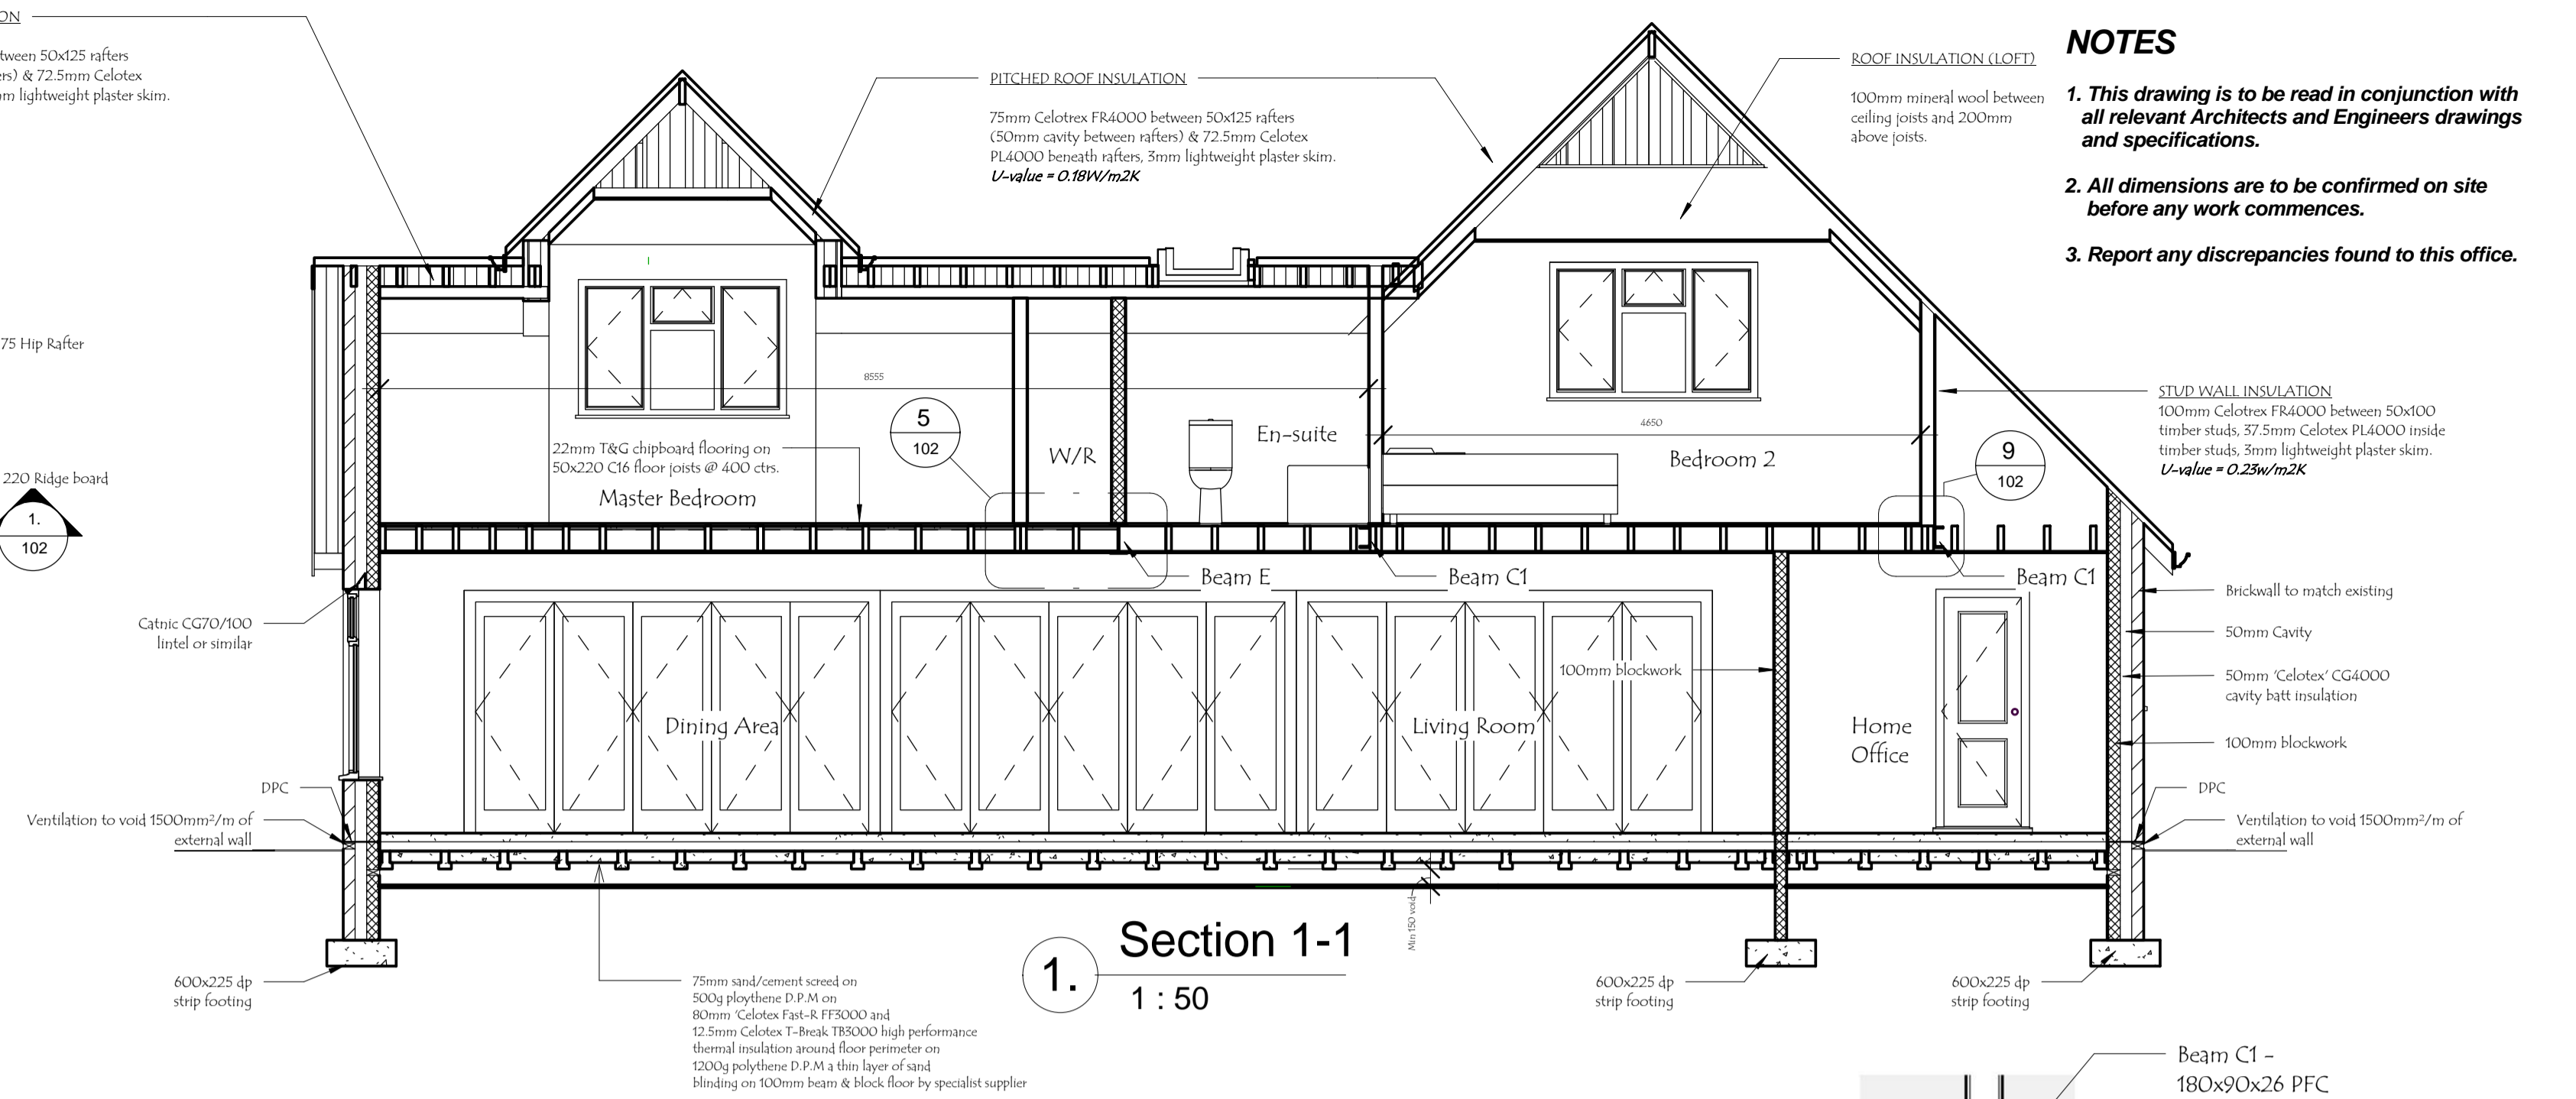 ON
tween 50x125 rafters
ers) & 72.5mm Celotex
nm lightweight plaster skim.
75 Hip Rafter
220 Ridge board
1.
102
PITCHED ROOF INSULATION
75mm Celotrex FR4000 between 50x125 rafters
(50mm cavity between rafters) & 72.5mm Celotex
PL4000 beneath rafters, 3mm lightweight plaster skim.
U-value = 0.18W/m2K
ROOF INSULATION (LOFT)
100mm mineral wool between
ceiling joists and 200mm
above joists.
NOTES
1. This drawing is to be read in conjunction with
all relevant Architects and Engineers drawings
and specifications.
2. All dimensions are to be confirmed on site
before any work commences.
3. Report any discrepancies found to this office.
8555
4650
5
102
9
102
22mm T&G chipboard flooring on
50x220 C16 floor joists @ 400 ctrs.
Master Bedroom
W/R
En-suite
Bedroom 2
STUD WALL INSULATION
100mm Celotrex FR4000 between 50x100
timber studs, 37.5mm Celotex PL4000 inside
timber studs, 3mm lightweight plaster skim.
U-value = 0.23w/m2K
Beam E
Beam C1
Beam C1
Catnic CG70/100
lintel or similar
Brickwall to match existing
50mm Cavity
50mm 'Celotex' CG4000
cavity batt insulation
100mm blockwork
100mm blockwork
Dining Area
Living Room
Home
Office
DPC
Ventilation to void 1500mm²/m of
external wall
DPC
Ventilation to void 1500mm²/m of
external wall
Min 150 void
600x225 dp
strip footing
600x225 dp
strip footing
600x225 dp
strip footing
75mm sand/cement screed on
500g ploythene D.P.M on
80mm 'Celotex Fast-R FF3000 and
12.5mm Celotex T-Break TB3000 high performance
thermal insulation around floor perimeter on
1200g polythene D.P.M a thin layer of sand
blinding on 100mm beam & block floor by specialist supplier
1.
Section 1-1
1 : 50
Beam C1 -
180x90x26 PFC